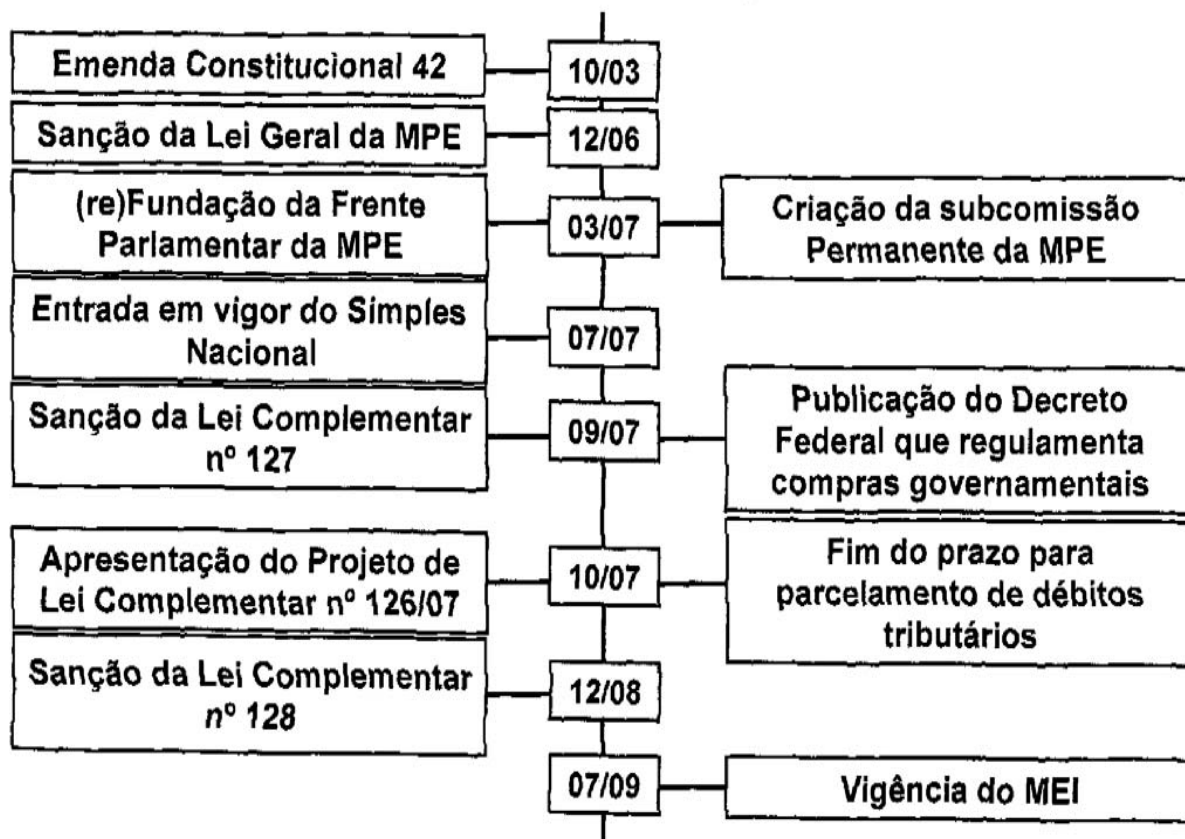 Emenda Constitucional 42
10/03
Sanção da Lei Geral da MPE
12/06
(re)Fundação da Frente
Parlamentar da MPE
03/07
Criação da subcomissão
Permanente da MPE
Entrada em vigor do Simples
Nacional
07/07
Sanção da Lei Complementar
nº 127
09/07
Publicação do Decreto
Federal que regulamenta
compras governamentais
Apresentação do Projeto de
Lei Complementar nº 126/07
10/07
Fim do prazo para
parcelamento de débitos
tributários
Sanção da Lei Complementar
nº 128
12/08
07/09
Vigência do MEI